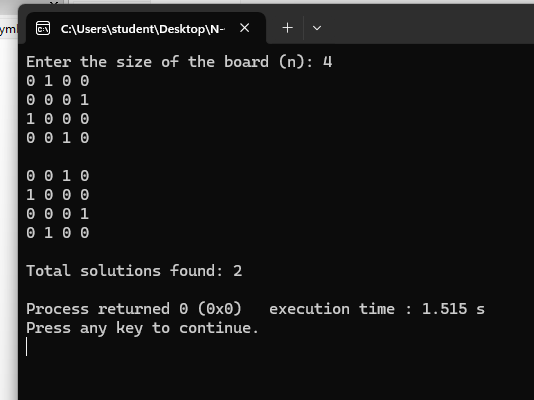 yml
C:\Users\student\Desktop\N-
Enter the size of the board (n): 4
0 1 0 0
0 0 0 1
1 0 0 0
0 0 1 0
0 0 1 0
1 0 0 0
0 0 0 1
0 1 0 0
Total solutions found: 2
Process returned 0 (0x0)   execution time : 1.515 s
Press any key to continue.